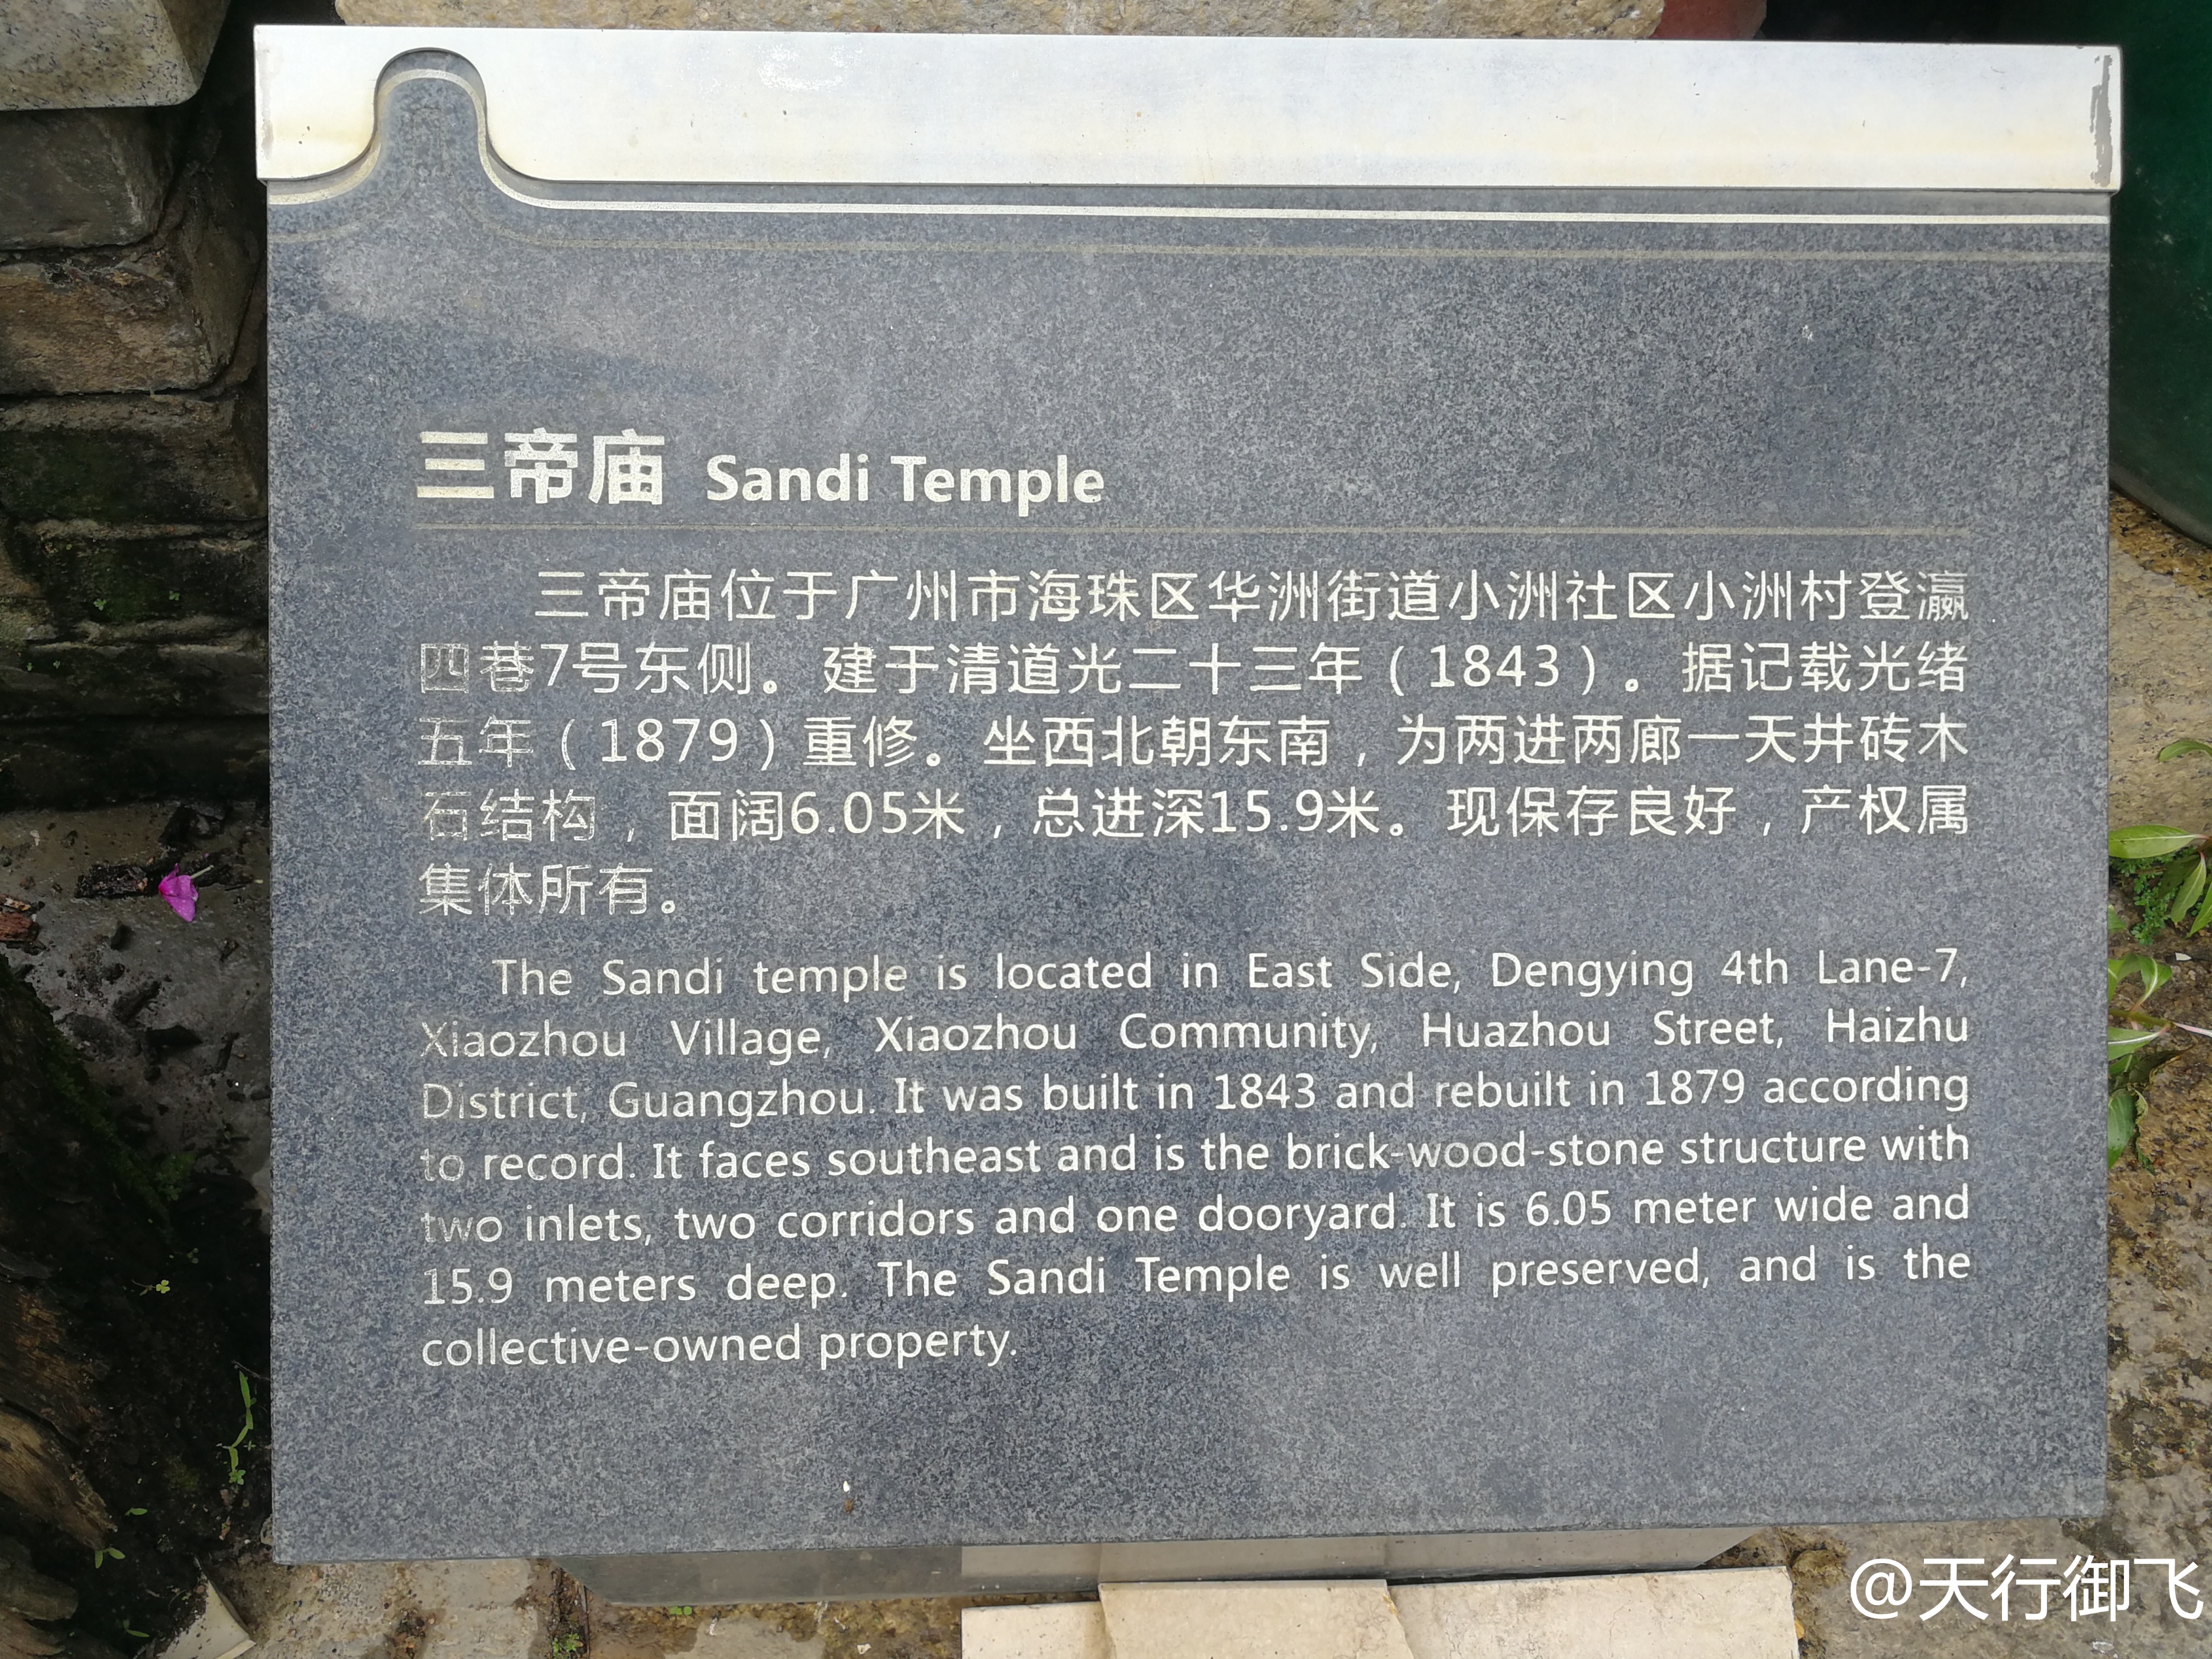 三帝庙 Sandi Temple
三帝庙位于广州市海珠区华洲街道小洲社区小洲村登瀛
四巷7号东侧。建于清道光二十三年（1843）。据记载光绪
五年（1879）重修。坐西北朝东南，为两进两廊一天井砖木
石结构，面阔6.05米，总进深15.9米。现保存良好，产权属
集体所有。
The Sandi temple is located in East Side, Dengying 4th Lane-7,
Xiaozhou Village, Xiaozhou Community, Huazhou Street, Haizhu
District, Guangzhou. It was built in 1843 and rebuilt in 1879 according
to record. It faces southeast and is the brick-wood-stone structure with
two inlets, two corridors and one dooryard. It is 6.05 meter wide and
15.9 meters deep. The Sandi Temple is well preserved, and is the
collective-owned property.
@天行御飞